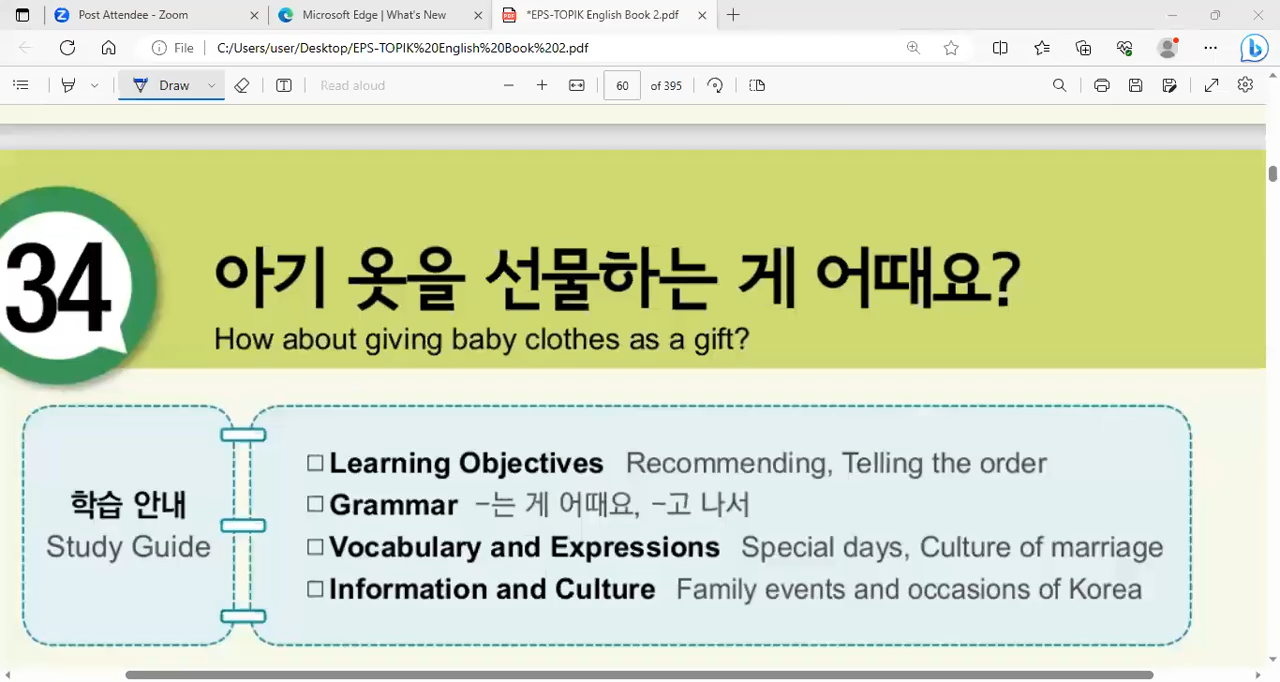 Post Attendee - Zoom
Microsoft Edge | What's New
*EPS-TOPIK English Book 2.pdf
File
C:/Users/user/Desktop/EPS-TOPIK%20English%20Book%202.pdf
Draw
Read aloud
60 of 395
34
아기 옷을 선물하는 게 어때요?
How about giving baby clothes as a gift?
학습 안내
Study Guide
Learning Objectives Recommending, Telling the order
Grammar -는 게 어때요, -고 나서
Vocabulary and Expressions Special days, Culture of marriage
Information and Culture Family events and occasions of Korea